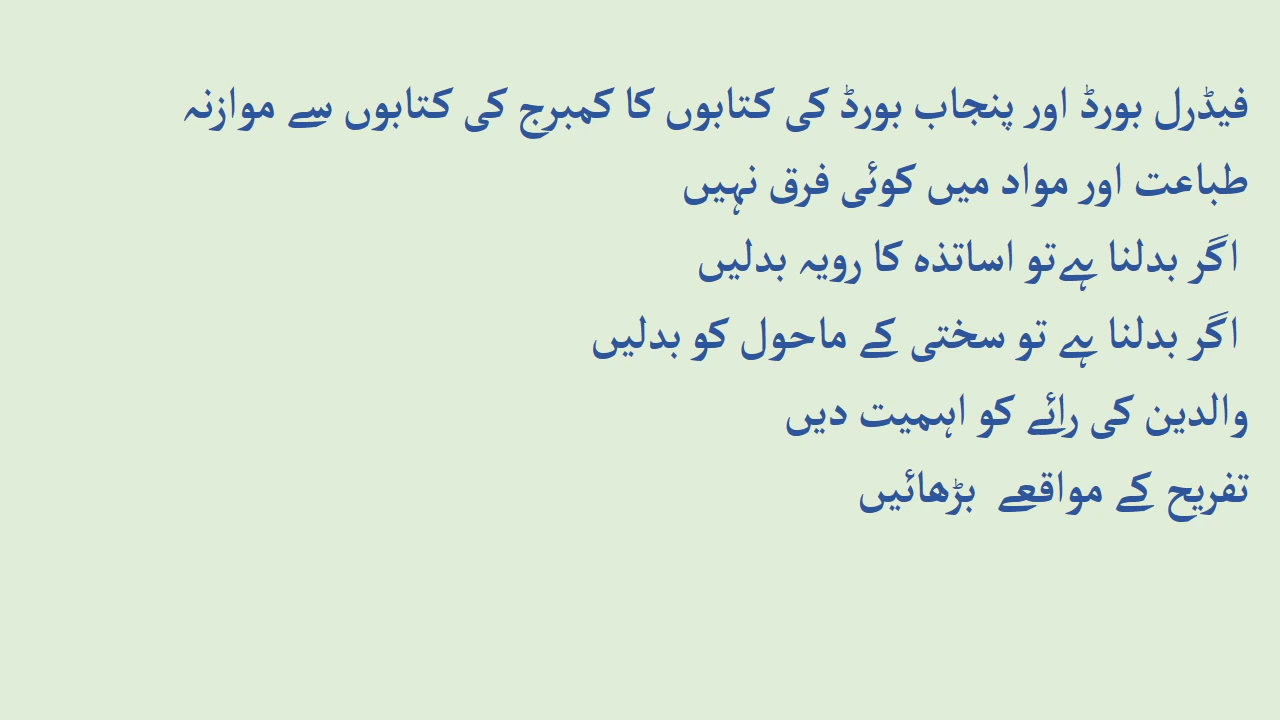 فیڈرل بورڈ اور پنجاب بورڈ کی کتابوں کا کمبرج کی کتابوں سے موازنہ
طباعت اور مواد میں کوئی فرق نہیں
اگر بدلنا ہےتو اساتذہ کا رویہ بدلیں
اگر بدلنا ہے تو سختی کے ماحول کو بدلیں
والدین کی رائے کو اہمیت دیں
تفریح کے مواقعے بڑھائیں